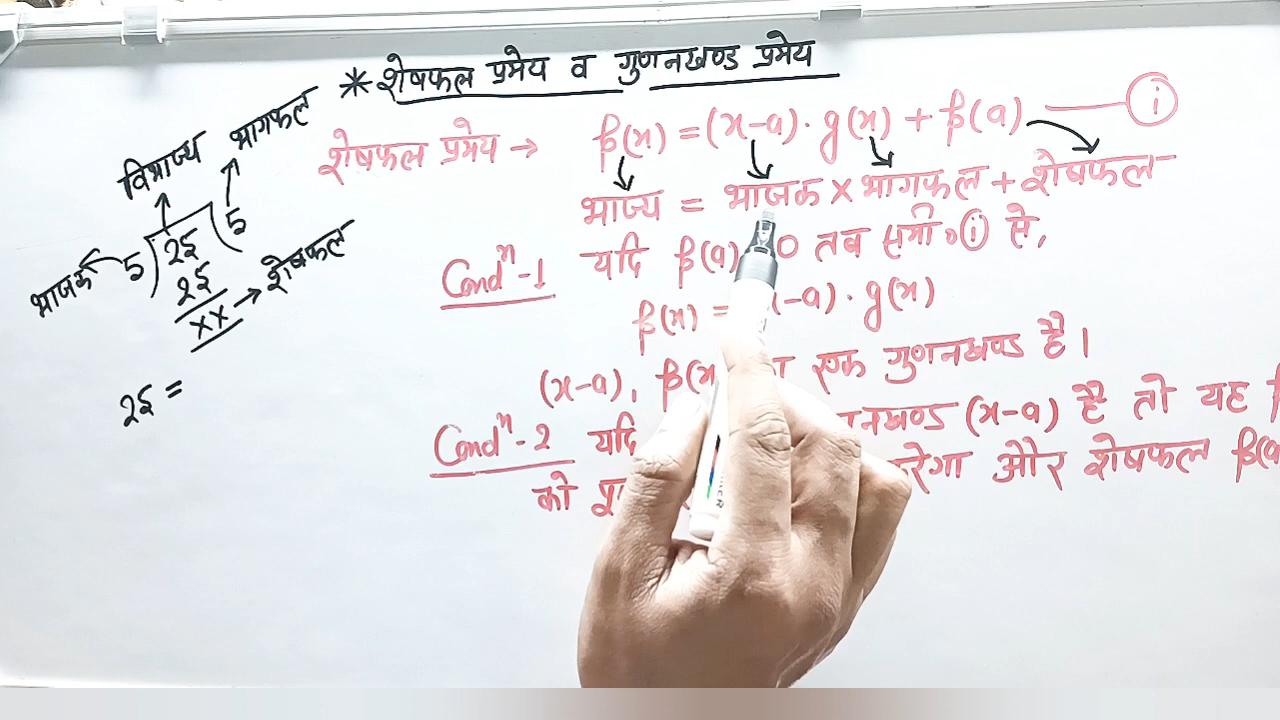 * शेषफल प्रमेय व गुणनखण्ड प्रमेय
शेषफल प्रमेय → f(x) = (x-a)· g(x) + f(a) — (i)
भाज्य = भाजक × भागफल + शेषफल
Condⁿ-1 यदि f(a) 0 तब समी० (i) से,
f(x) = (-a)· g(x)
(x-a), f(x) एक गुणनखण्ड है।
Condⁿ-2 यदि (x-a) है तो यह
को और शेषफल
विभाज्य भागफल
भाजक 5) 25 (5
25
xx → शेषफल
25 =